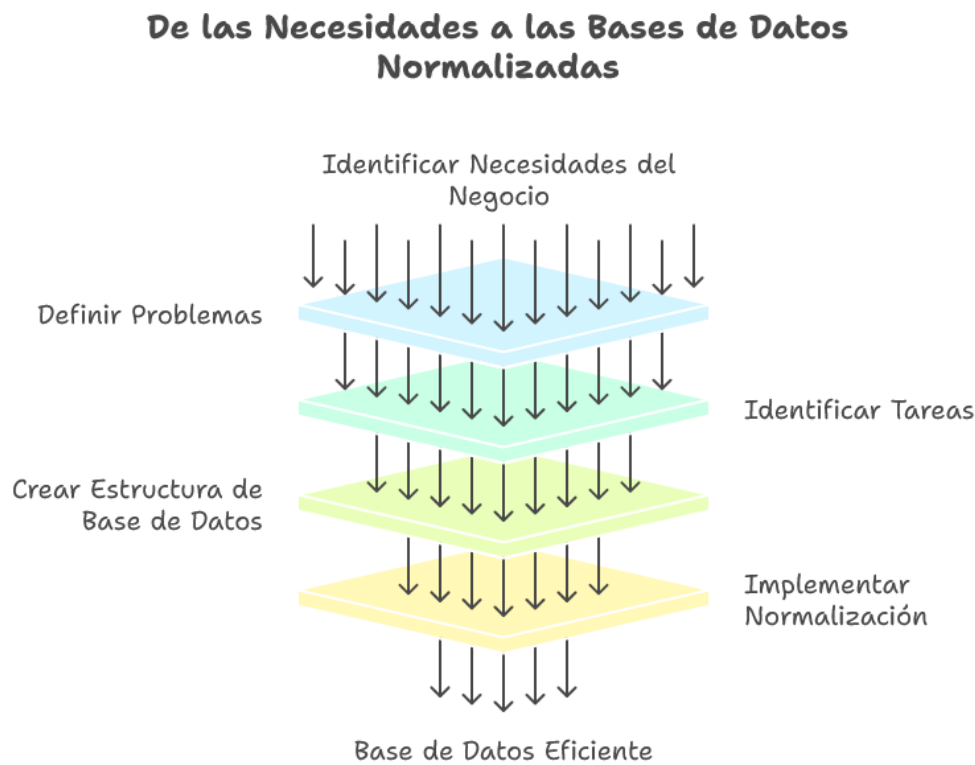 De las Necesidades a las Bases de Datos
Normalizadas
Identificar Necesidades del
Negocio
Definir Problemas
Identificar Tareas
Crear Estructura de
Base de Datos
Implementar
Normalización
Base de Datos Eficiente